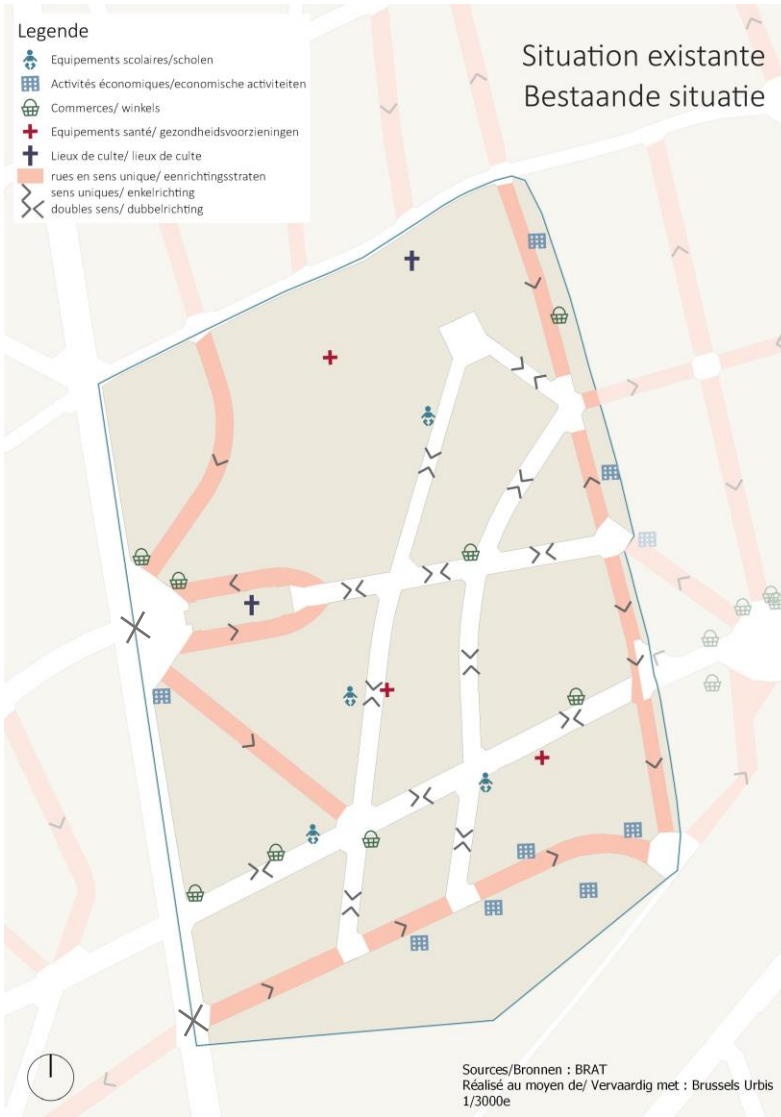 Legende
Equipements scolaires/scholen
Activités économiques/economische activiteiten
Commerces/ winkels
Equipements santé/ gezondheidsvoorzieningen
Lieux de culte/ lieux de culte
rues en sens unique/ eenrichtingsstraten
sens uniques/ enkelrichting
doubles sens/ dubbelrichting
Situation existante
Bestaande situatie
Sources/Bronnen : BRAT
Réalisé au moyen de/ Vervaardig met : Brussels Urbis
1/3000e